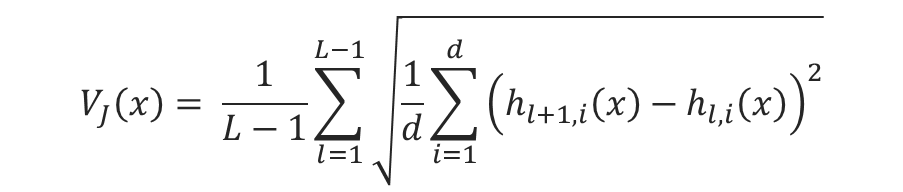 $V_J(x) = \frac{1}{L-1} \sum_{l=1}^{L-1} \sqrt{\frac{1}{d} \sum_{i=1}^{d} \left( h_{l+1,i}(x) - h_{l,i}(x) \right)^2}$